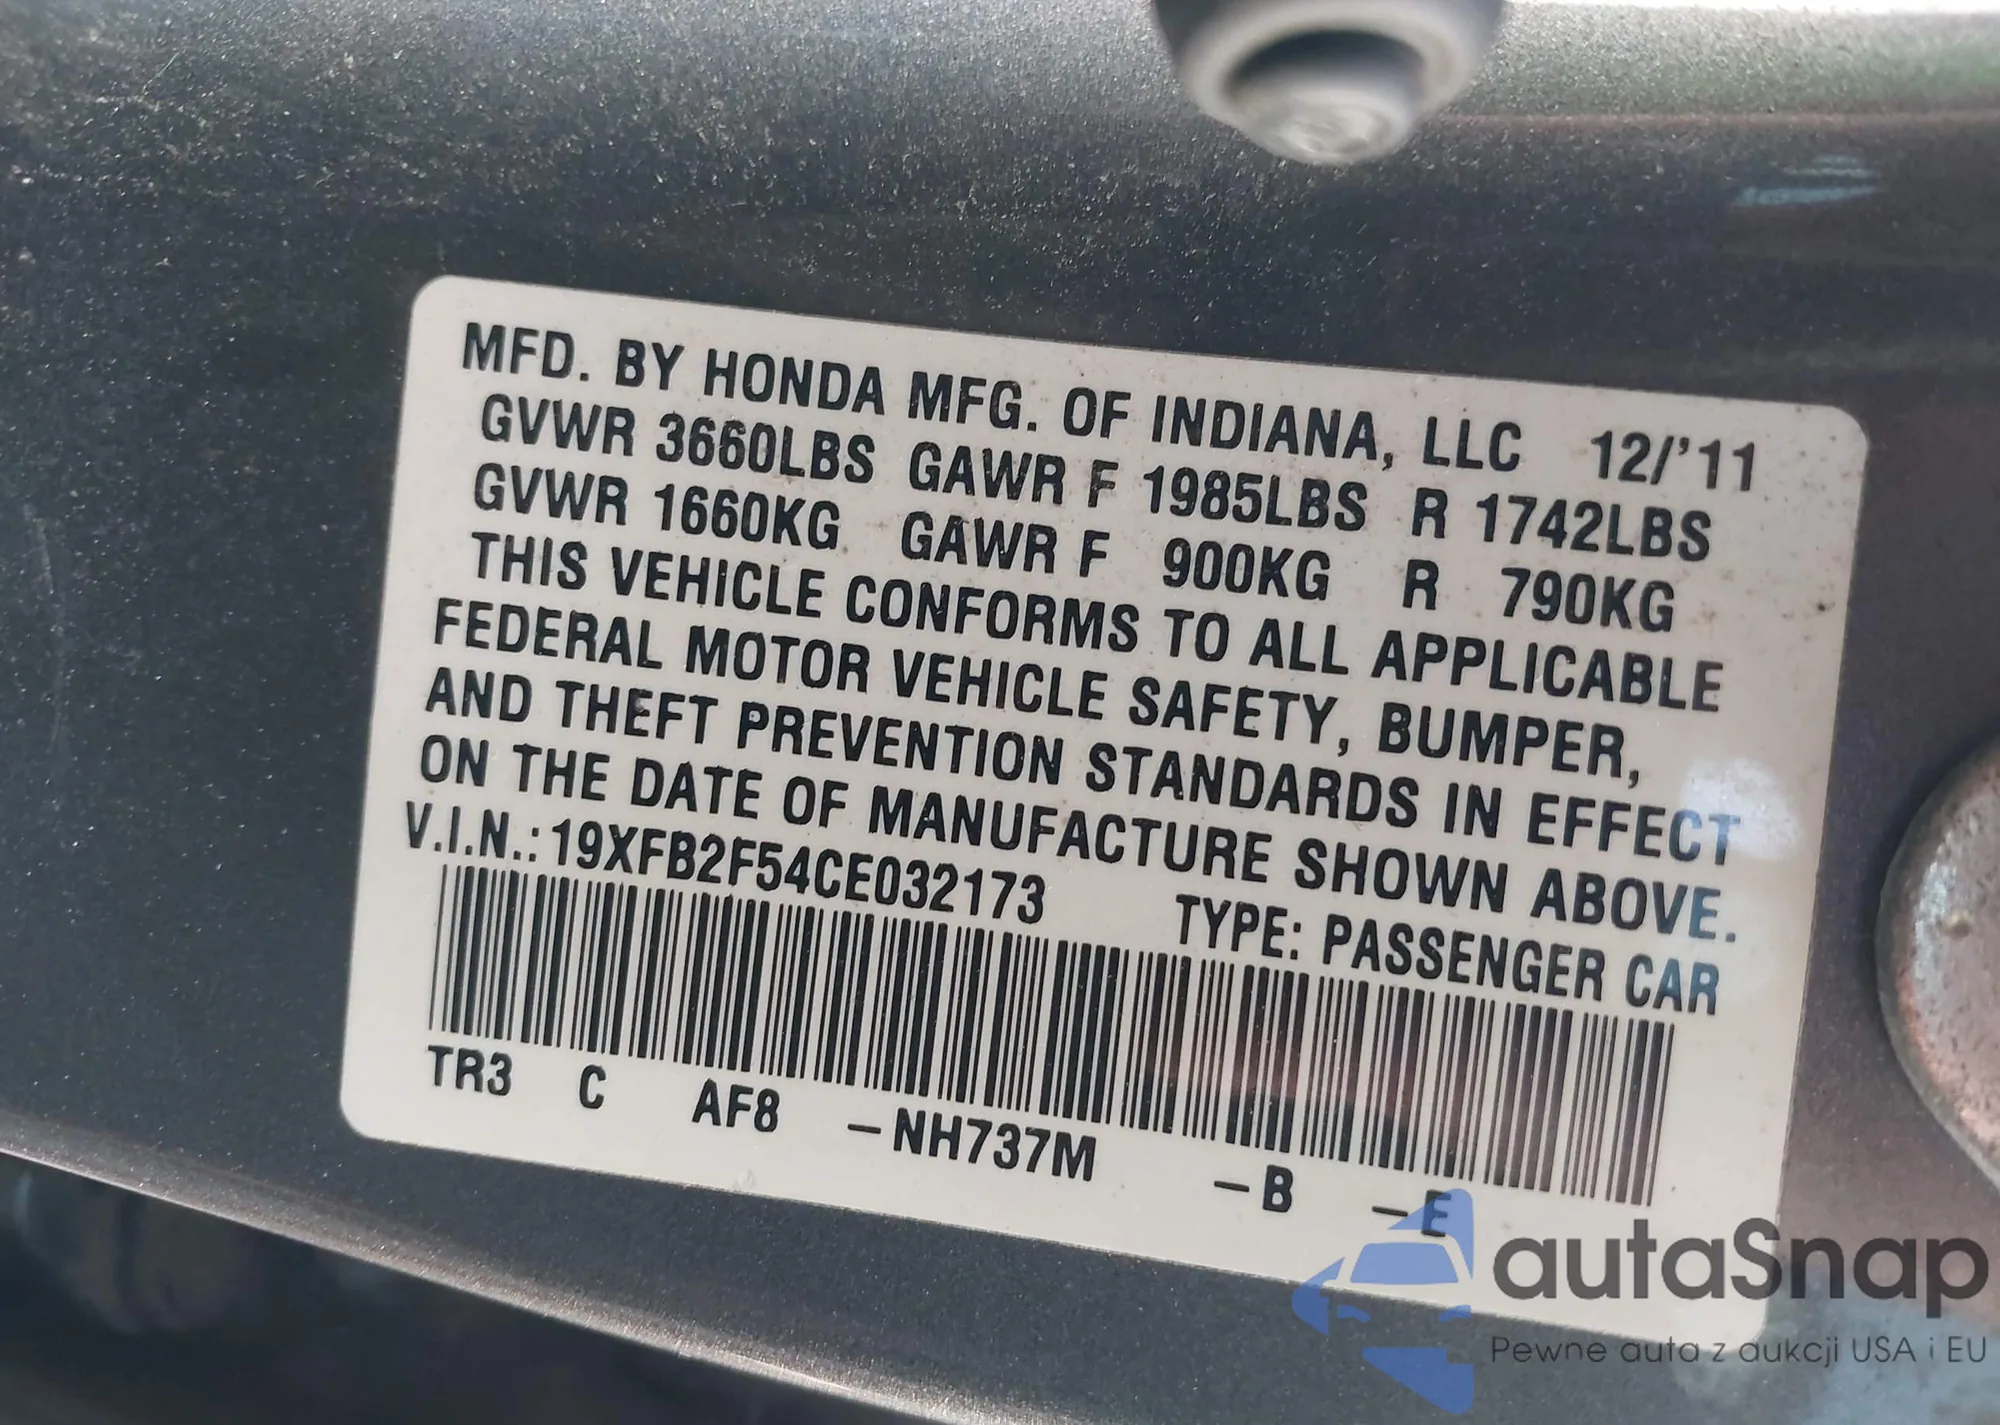 MFD. BY HONDA MFG. OF INDIANA, LLC 12/'11
GVWR 3660LBS GAWR F 1985LBS R 1742LBS
GVWR 1660KG GAWR F 900KG R 790KG
THIS VEHICLE CONFORMS TO ALL APPLICABLE
FEDERAL MOTOR VEHICLE SAFETY, BUMPER,
AND THEFT PREVENTION STANDARDS IN EFFECT
ON THE DATE OF MANUFACTURE SHOWN ABOVE.
V.I.N.: 19XFB2F54CE032173 TYPE: PASSENGER CAR
TR3 C AF8 –NH737M –B –E
autaSnap
Pewne auta z aukcji USA i EU